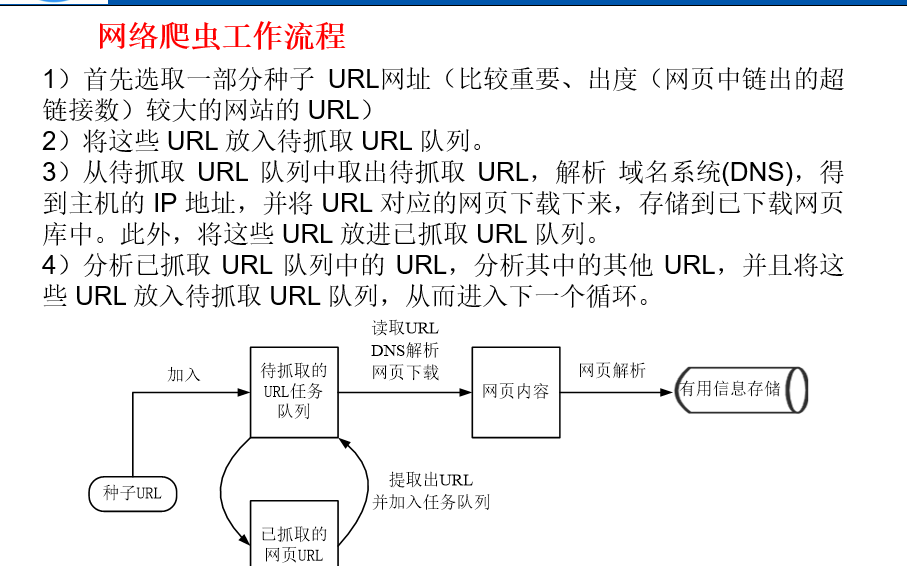 网络爬虫工作流程
1）首先选取一部分种子 URL网址（比较重要、出度（网页中链出的超
链接数）较大的网站的 URL）
2）将这些 URL 放入待抓取 URL 队列。
3）从待抓取 URL 队列中取出待抓取 URL，解析 域名系统(DNS)，得
到主机的 IP 地址，并将 URL 对应的网页下载下来，存储到已下载网页
库中。此外，将这些 URL 放进已抓取 URL 队列。
4）分析已抓取 URL 队列中的 URL，分析其中的其他 URL，并且将这
些 URL 放入待抓取 URL 队列，从而进入下一个循环。
读取URL
DNS解析
网页下载
加入
待抓取的
URL任务
队列
网页内容
网页解析
有用信息存储
种子URL
提取出URL
并加入任务队列
已抓取的
网页URL